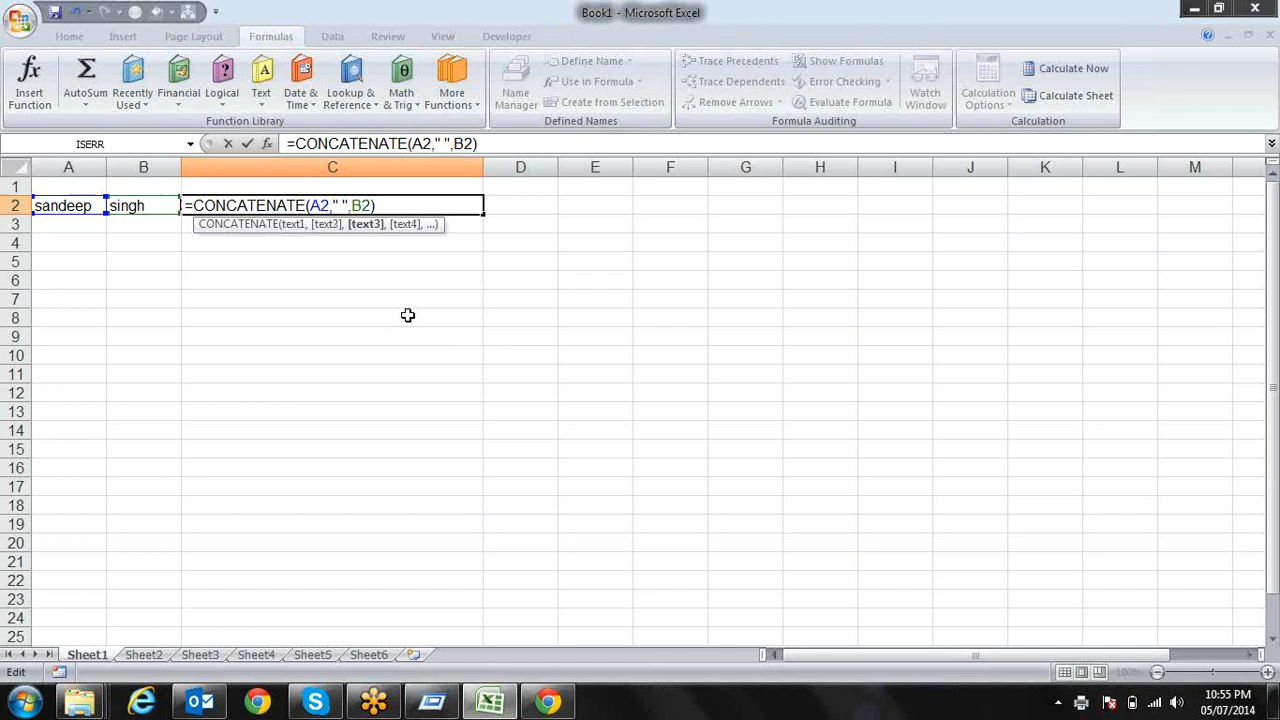 Book1 - Microsoft Excel
Home Insert Page Layout Formulas Data Review View Developer
Insert Function
AutoSum
Recently Used
Financial
Logical
Text
Date & Time
Lookup & Reference
Math & Trig
More Functions
Function Library
Name Manager
Define Name
Use in Formula
Create from Selection
Defined Names
Trace Precedents
Trace Dependents
Remove Arrows
Show Formulas
Error Checking
Evaluate Formula
Formula Auditing
Watch Window
Calculation Options
Calculate Now
Calculate Sheet
Calculation
ISERR fx =CONCATENATE(A2," ",B2)
A B C D E F G H I J K L M
1
2 sandeep singh =CONCATENATE(A2," ",B2)
CONCATENATE(text1, [text2], [text3], [text4], ...)
3
4
5
6
7
8
9
10
11
12
13
14
15
16
17
18
19
20
21
22
23
24
25
Sheet1 Sheet2 Sheet3 Sheet4 Sheet5 Sheet6
Edit 100%
10:55 PM
05/07/2014